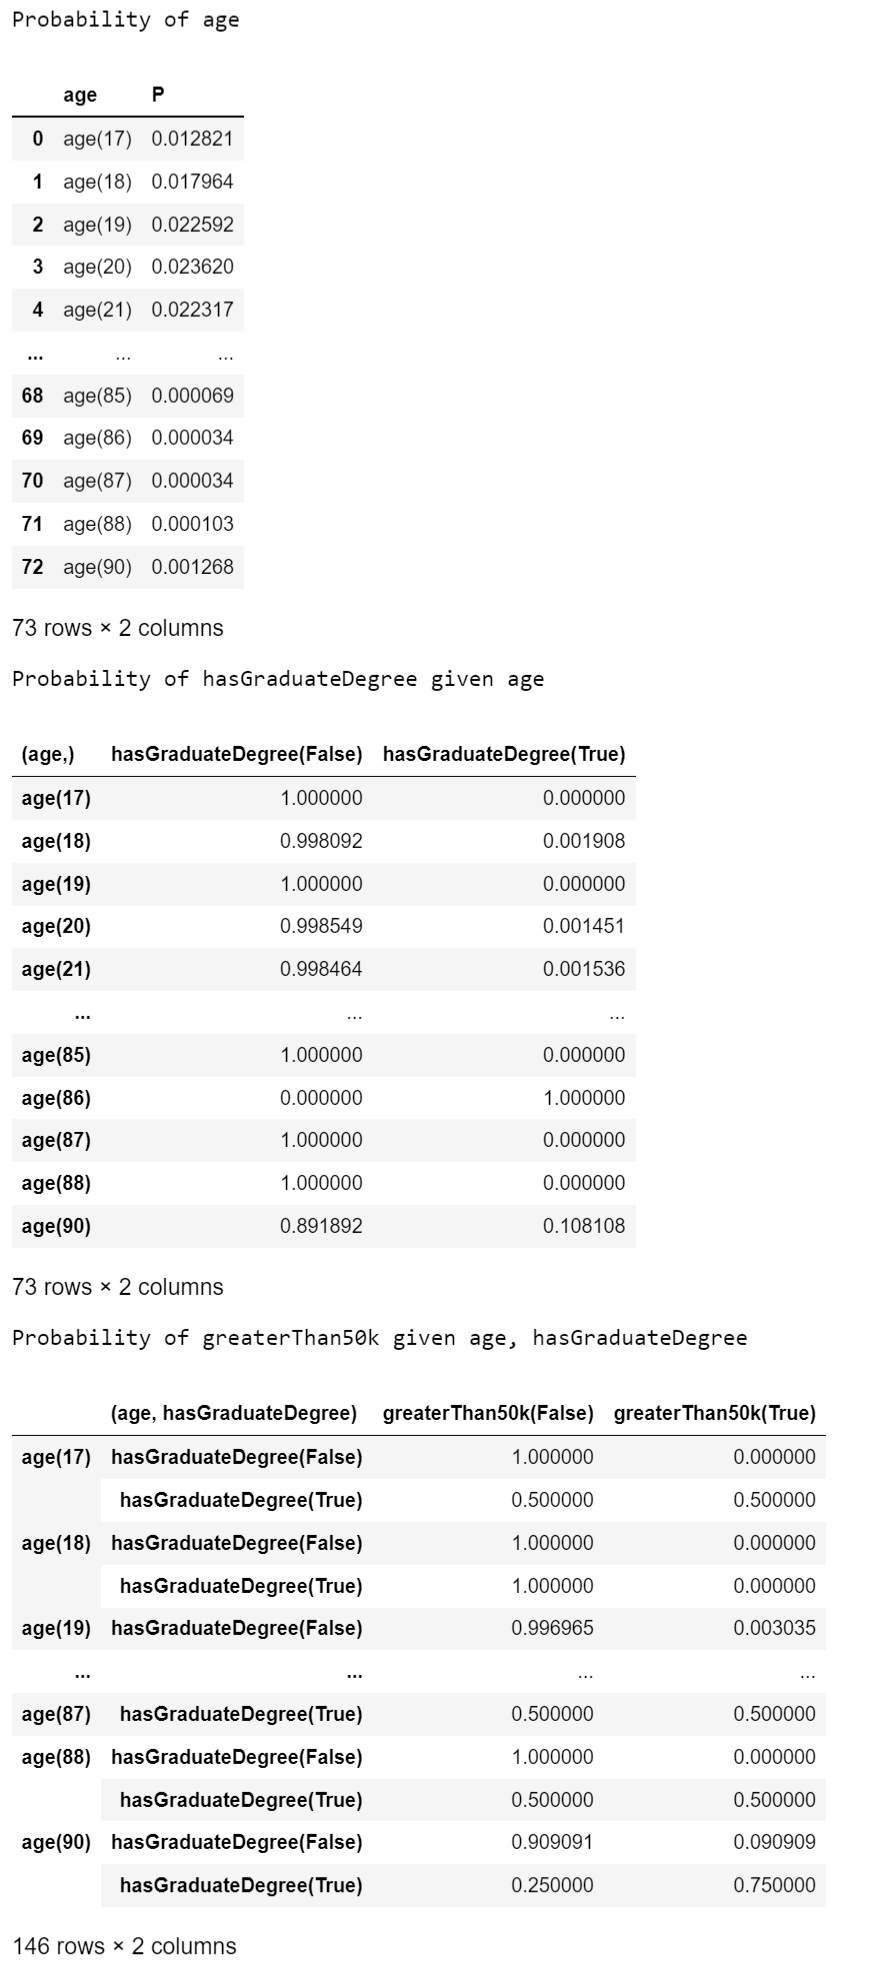 Probability of age
age P
0 age(17) 0.012821
1 age(18) 0.017964
2 age(19) 0.022592
3 age(20) 0.023620
4 age(21) 0.022317
... ... ...
68 age(85) 0.000069
69 age(86) 0.000034
70 age(87) 0.000034
71 age(88) 0.000103
72 age(90) 0.001268
73 rows × 2 columns
Probability of hasGraduateDegree given age
(age,) hasGraduateDegree(False) hasGraduateDegree(True)
age(17) 1.000000 0.000000
age(18) 0.998092 0.001908
age(19) 1.000000 0.000000
age(20) 0.998549 0.001451
age(21) 0.998464 0.001536
... ... ...
age(85) 1.000000 0.000000
age(86) 0.000000 1.000000
age(87) 1.000000 0.000000
age(88) 1.000000 0.000000
age(90) 0.891892 0.108108
73 rows × 2 columns
Probability of greaterThan50k given age, hasGraduateDegree
(age, hasGraduateDegree) greaterThan50k(False) greaterThan50k(True)
age(17) hasGraduateDegree(False) 1.000000 0.000000
hasGraduateDegree(True) 0.500000 0.500000
age(18) hasGraduateDegree(False) 1.000000 0.000000
hasGraduateDegree(True) 1.000000 0.000000
age(19) hasGraduateDegree(False) 0.996965 0.003035
... ... ... ...
age(87) hasGraduateDegree(True) 0.500000 0.500000
age(88) hasGraduateDegree(False) 1.000000 0.000000
hasGraduateDegree(True) 0.500000 0.500000
age(90) hasGraduateDegree(False) 0.909091 0.090909
hasGraduateDegree(True) 0.250000 0.750000
146 rows × 2 columns